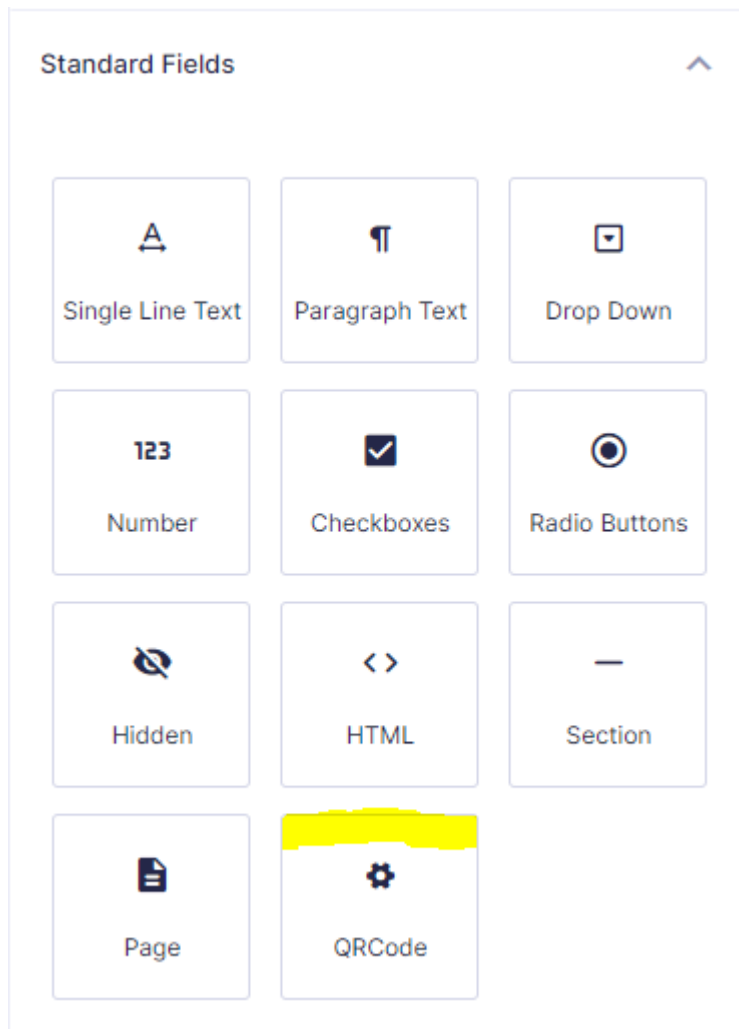 Standard Fields
Single Line Text
Paragraph Text
Drop Down
123
Number
Checkboxes
Radio Buttons
Hidden
HTML
Section
Page
QRCode